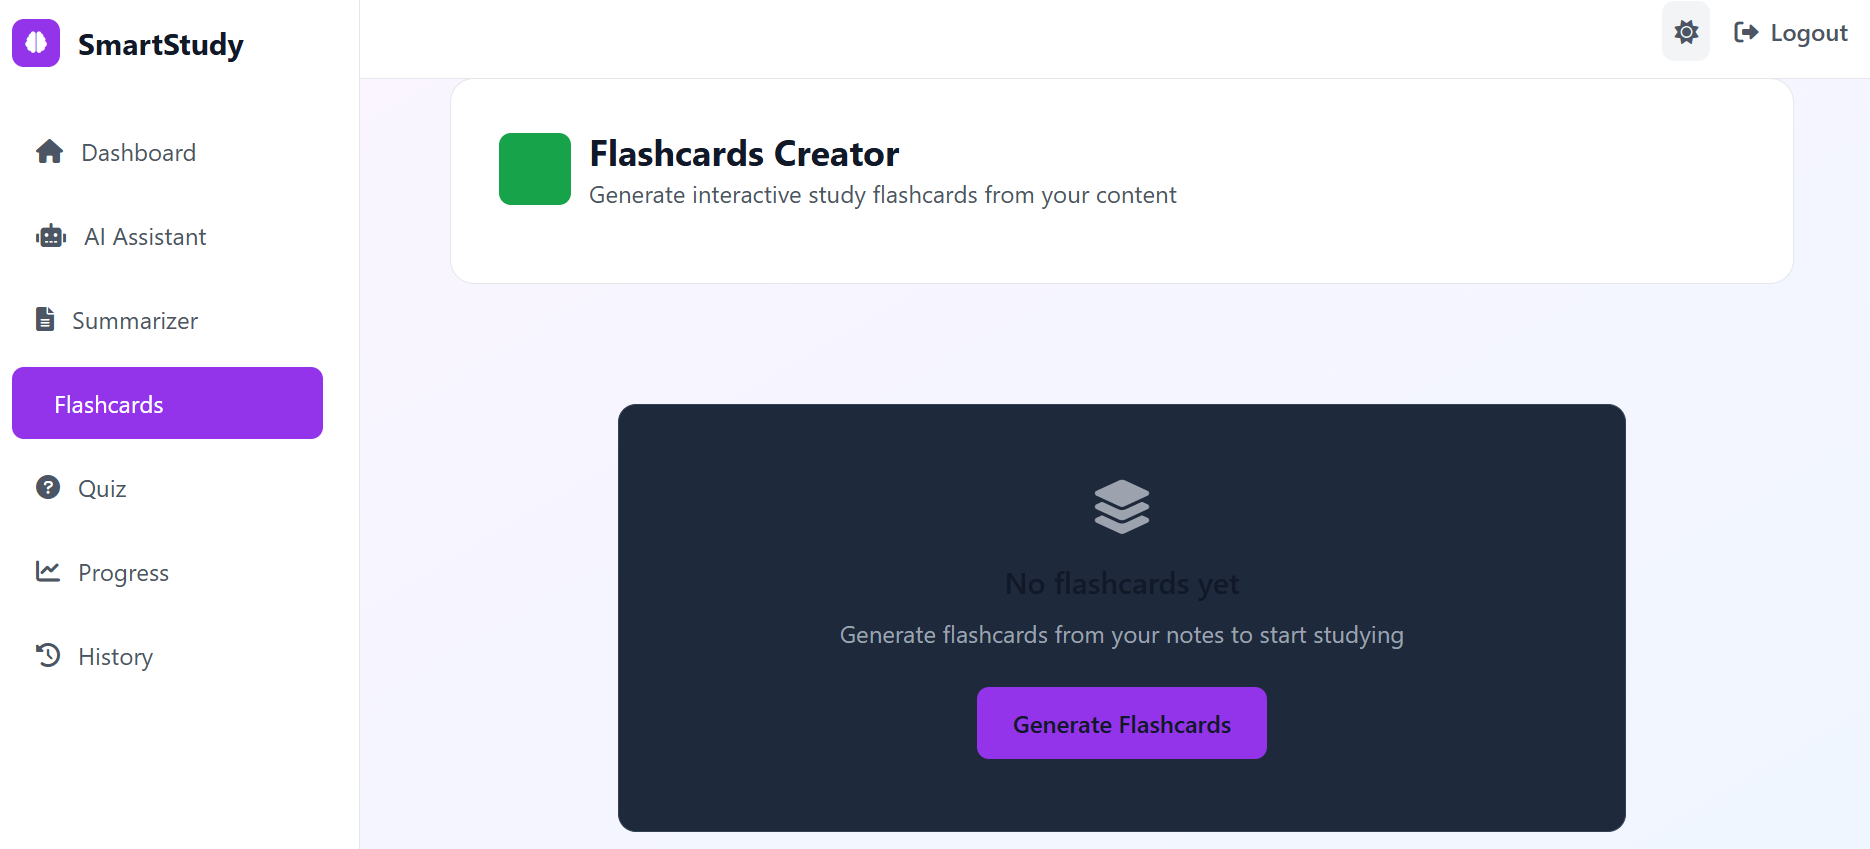 SmartStudy
Logout
Dashboard
AI Assistant
Summarizer
Flashcards
Quiz
Progress
History
Flashcards Creator
Generate interactive study flashcards from your content
No flashcards yet
Generate flashcards from your notes to start studying
Generate Flashcards